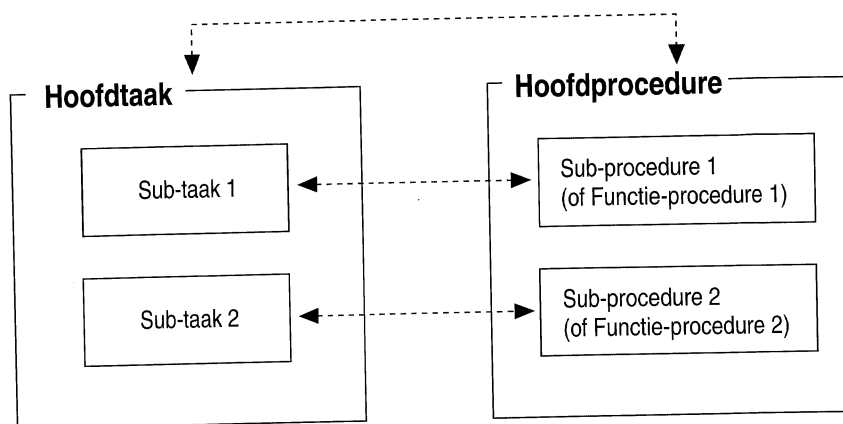 Hoofdtaak
Sub-taak 1
Sub-taak 2
Hoofdprocedure
Sub-procedure 1
(of Functie-procedure 1)
Sub-procedure 2
(of Functie-procedure 2)